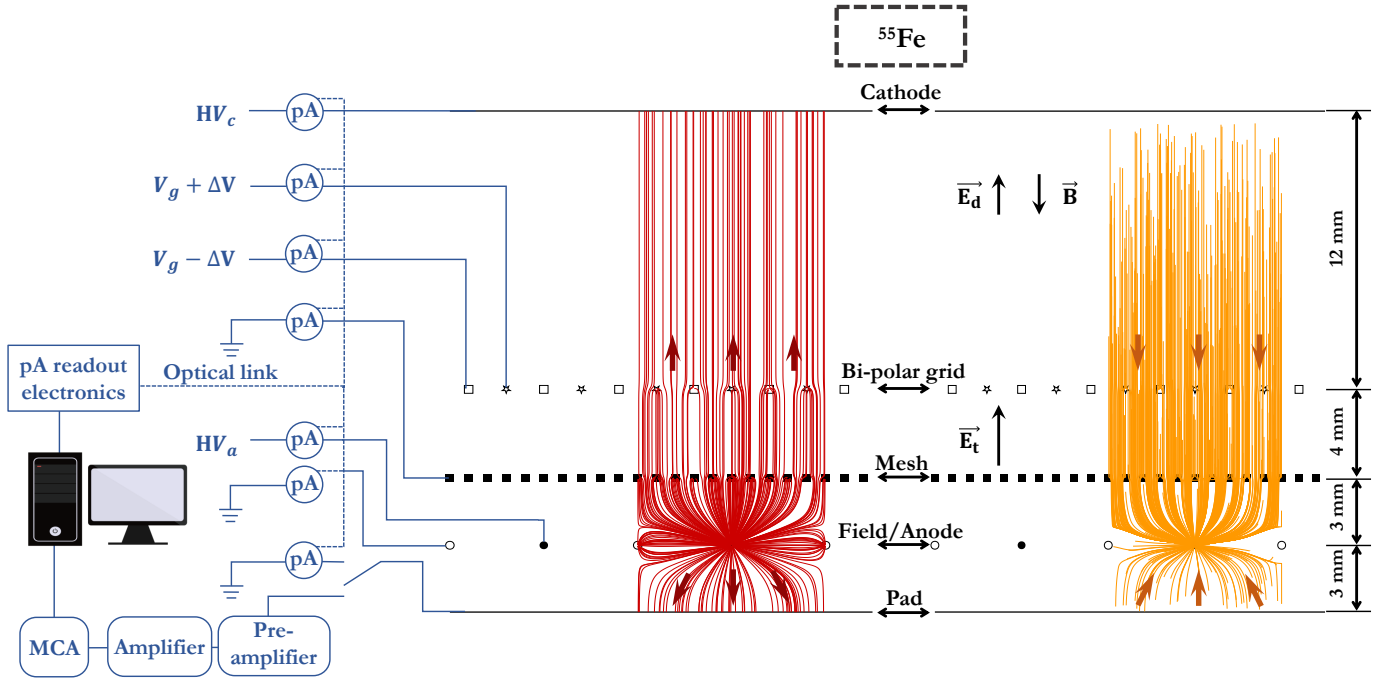 ⁵⁵Fe
Cathode
HV_c
pA
V_g + ΔV
pA
V_g − ΔV
pA
pA
E_d
B
12 mm
pA readout
electronics
Optical link
Bi-polar grid
E_t
4 mm
HV_a
pA
pA
Mesh
3 mm
Field/Anode
pA
3 mm
Pad
MCA
Amplifier
Pre-
amplifier